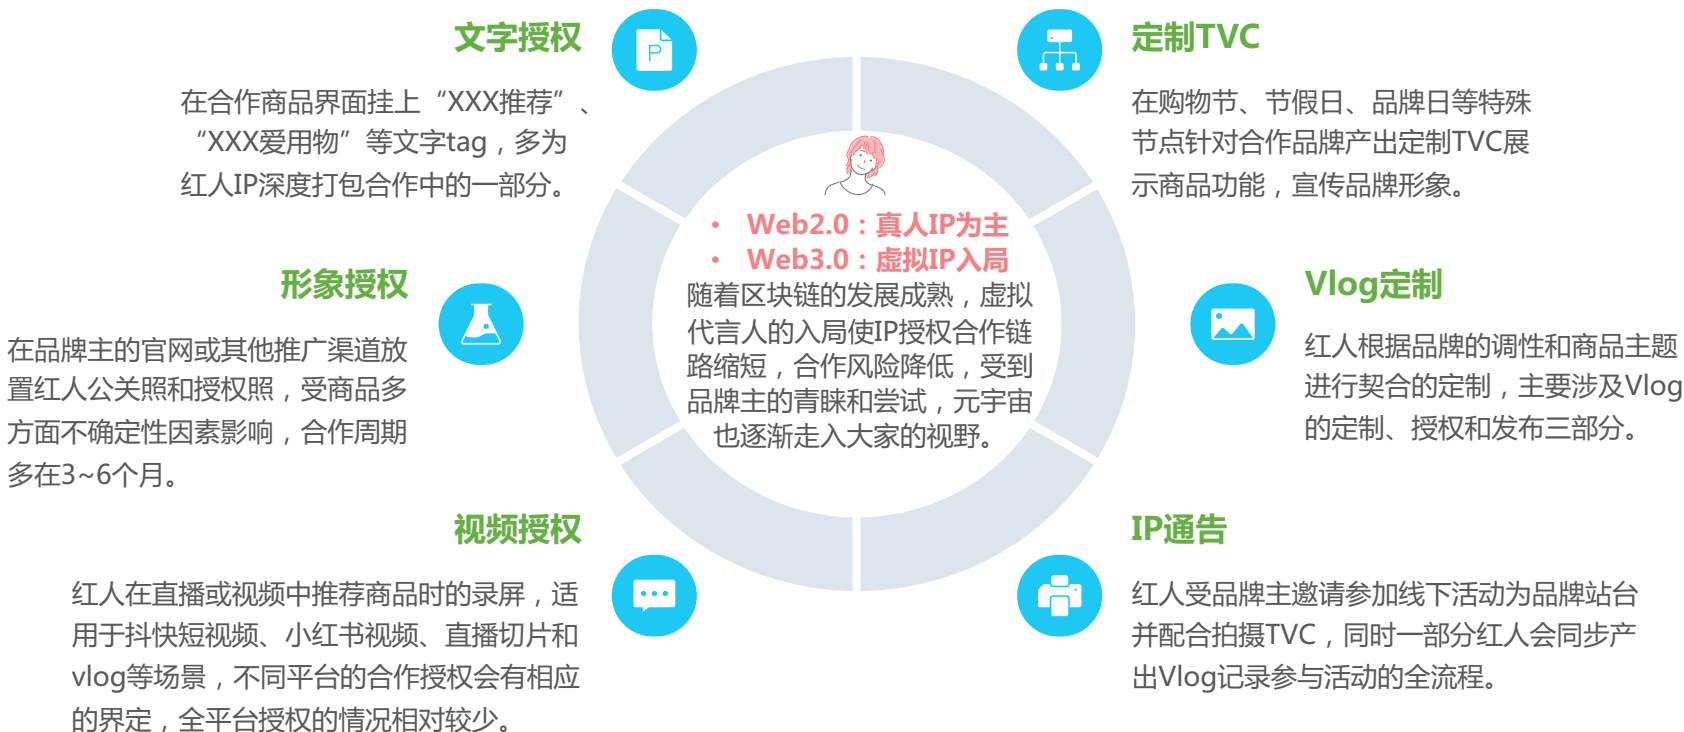 文字授权
在合作商品界面挂上“XXX推荐”、
“XXX爱用物”等文字tag，多为
红人IP深度打包合作中的一部分。
形象授权
在品牌主的官网或其他推广渠道放
置红人公关照和授权照，受商品多
方面不确定性因素影响，合作周期
多在3~6个月。
视频授权
红人在直播或视频中推荐商品时的录屏，适
用于抖快短视频、小红书视频、直播切片和
vlog等场景，不同平台的合作授权会有相应
的界定，全平台授权的情况相对较少。
P
• Web2.0：真人IP为主
• Web3.0：虚拟IP入局
随着区块链的发展成熟，虚拟
代言人的入局使IP授权合作链
路缩短，合作风险降低，受到
品牌主的青睐和尝试，元宇宙
也逐渐走入大家的视野。
定制TVC
在购物节、节假日、品牌日等特殊
节点针对合作品牌产出定制TVC展
示商品功能，宣传品牌形象。
Vlog定制
红人根据品牌的调性和商品主题
进行契合的定制，主要涉及Vlog
的定制、授权和发布三部分。
IP通告
红人受品牌主邀请参加线下活动为品牌站台
并配合拍摄TVC，同时一部分红人会同步产
出Vlog记录参与活动的全流程。